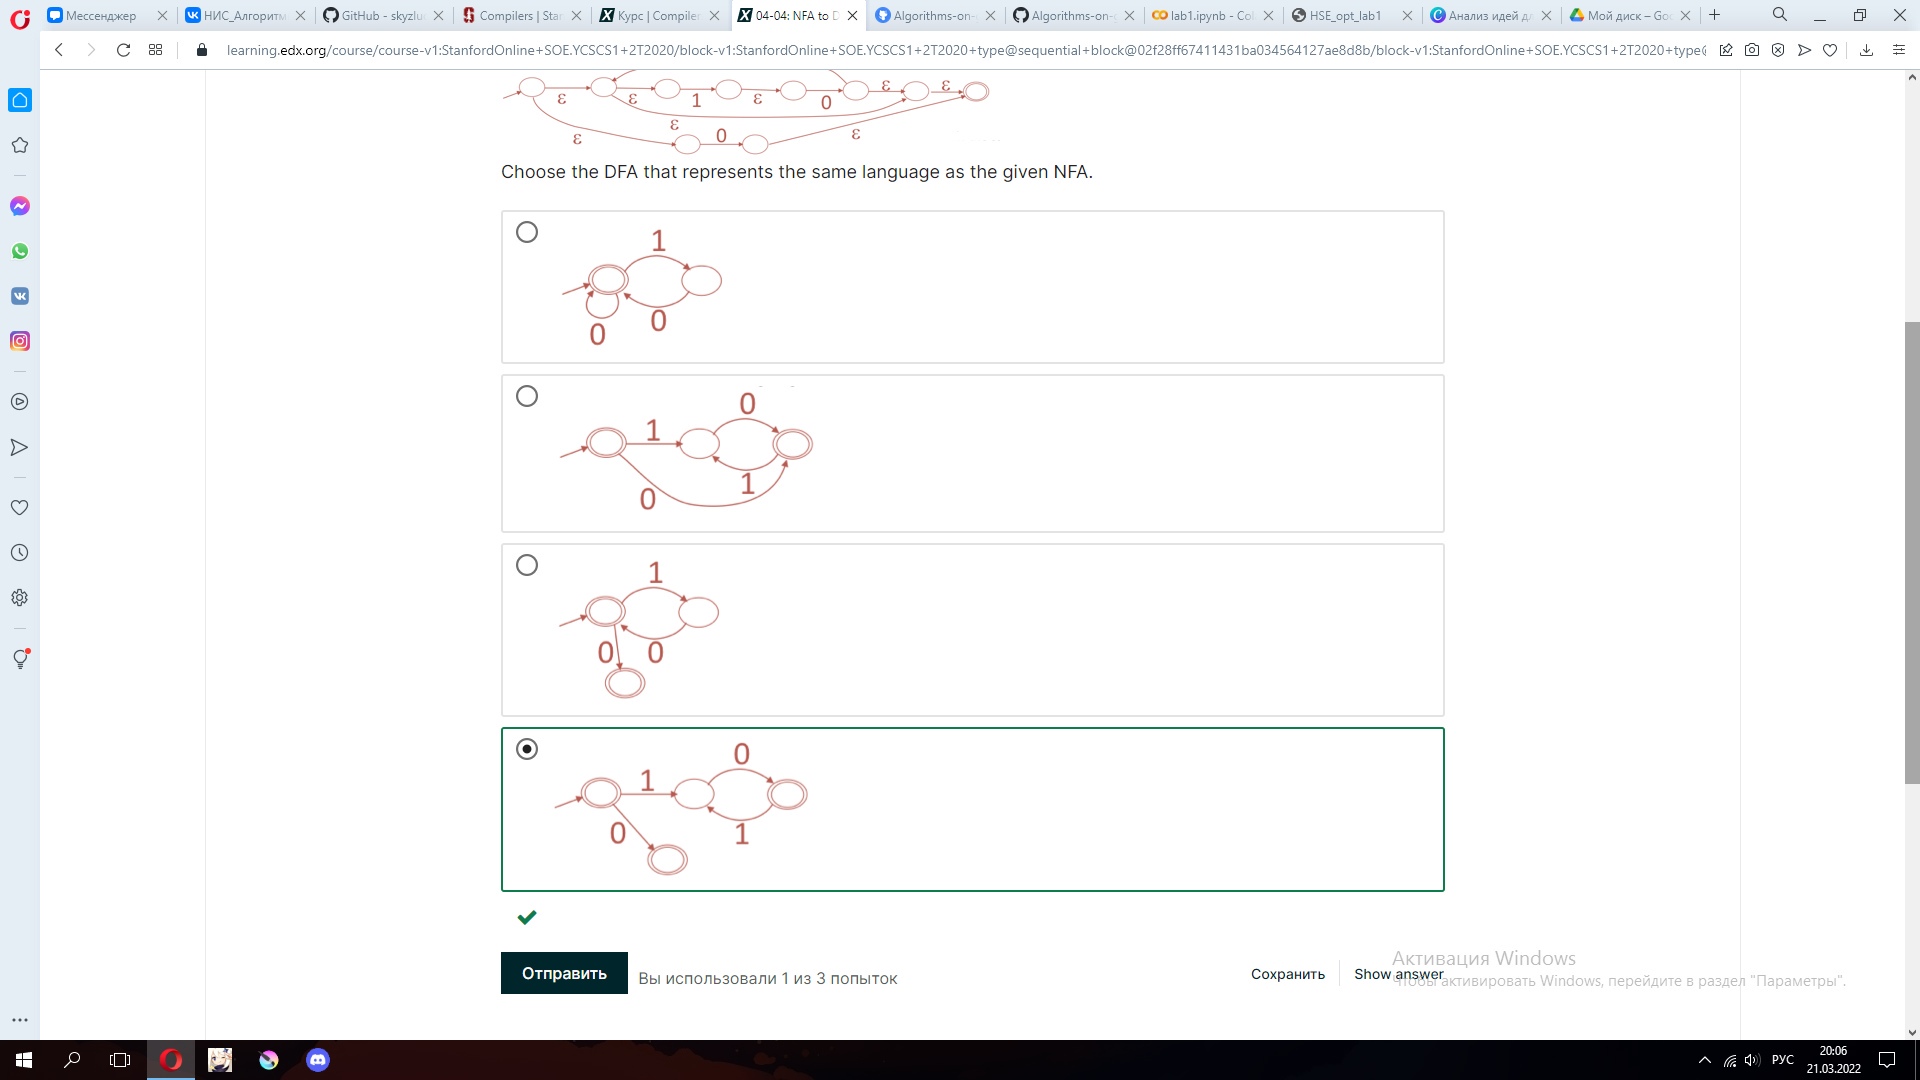 Мессенджер
НИС_Алгоритм
GitHub - skyzlu
Compilers | Star
Курс | Compiler
04-04: NFA to D
Algorithms-on-
Algorithms-on-
lab1.ipynb - Col
HSE_opt_lab1
Анализ идей д
Мой диск – Goo
learning.edx.org/course/course-v1:StanfordOnline+SOE.YCSCS1+2T2020/block-v1:StanfordOnline+SOE.YCSCS1+2T2020+type@sequential+block@02f28ff67411431ba034564127ae8d8b/block-v1:StanfordOnline+SOE.YCSCS1+2T2020+type@
ε ε 1 ε 0 ε ε
ε ε 0 ε
Choose the DFA that represents the same language as the given NFA.
1
0 0
0
1
0 1
1
0 0
0
1
0 1
Отправить
Вы использовали 1 из 3 попыток
Сохранить
Show answer
Активация Windows
Чтобы активировать Windows, перейдите в раздел "Параметры".
РУС
20:06
21.03.2022